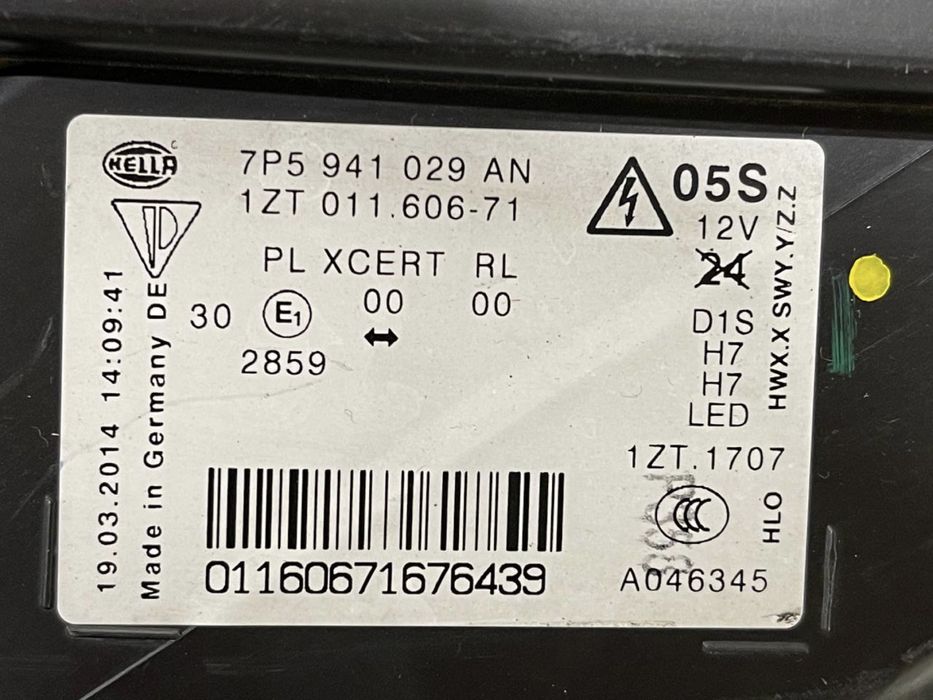 HELLA
7P5 941 029 AN
1ZT 011.606-71
PL XCERT RL
30 E1 00 00
2859
05S
12V
24
D1S
H7
H7
LED
HWX.X SWY.Y/Z.Z
1ZT.1707
CCC
HLO
A046345
01160671676439
19.03.2014 14:09:41
Made in Germany DE